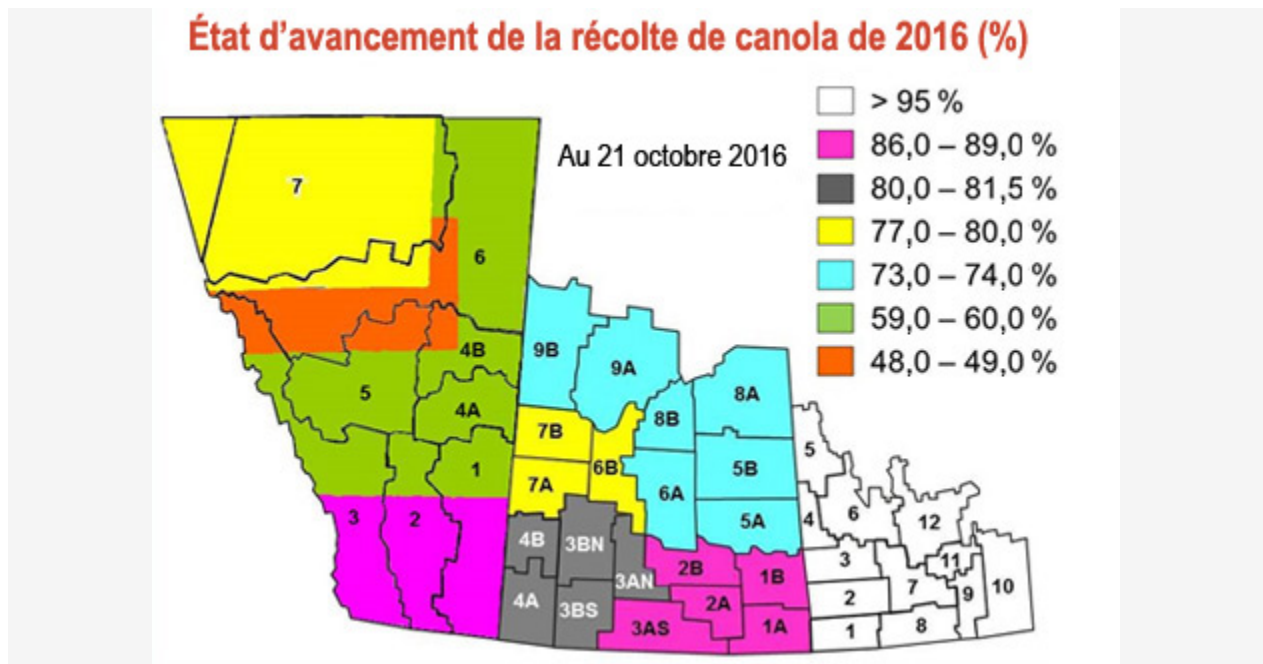 État d’avancement de la récolte de canola de 2016 (%)
Au 21 octobre 2016
> 95 %
86,0 – 89,0 %
80,0 – 81,5 %
77,0 – 80,0 %
73,0 – 74,0 %
59,0 – 60,0 %
48,0 – 49,0 %
7
6
4B
5
4A
1
3
2
9B
9A
8A
8B
7B
6B
5B
7A
6A
5A
4B
3BN
3AN
4A
3BS
2B
1B
2A
3AS
1A
5
4
6
12
3
11
7
10
2
9
1
8